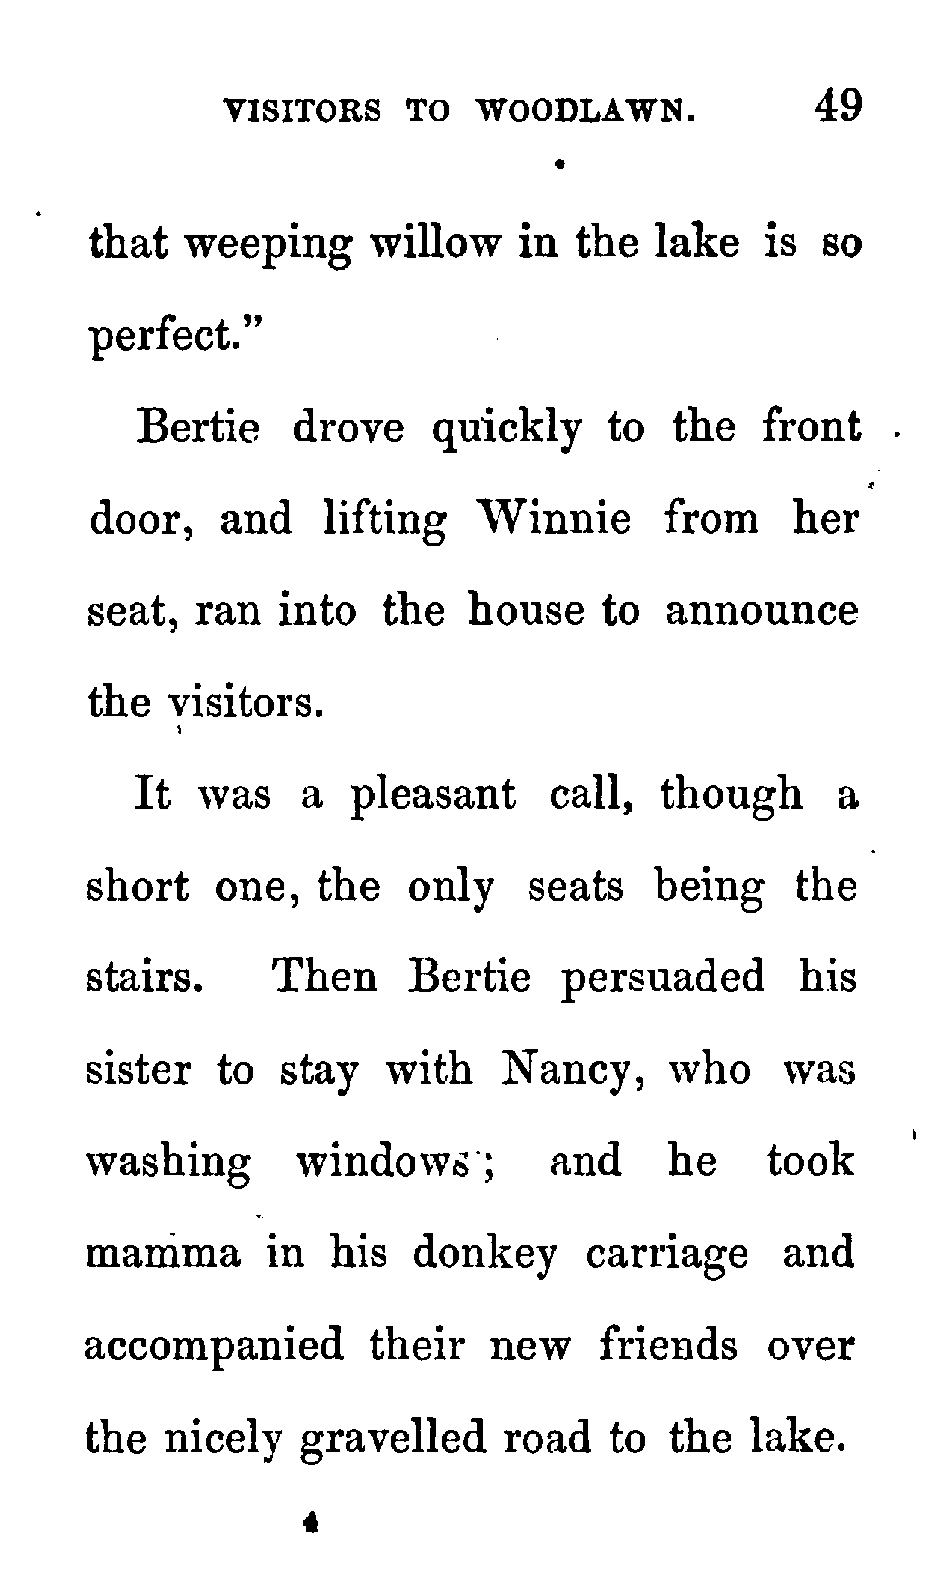 VISITORS TO WOODLAWN. 49
that weeping willow in the lake is so
perfect."
Bertie drove quickly to the front
door, and lifting Winnie from her
seat, ran into the house to announce
the visitors.
It was a pleasant call, though a
short one, the only seats being the
stairs. Then Bertie persuaded his
sister to stay with Nancy, who was
washing windows; and he took
mamma in his donkey carriage and
accompanied their new friends over
the nicely gravelled road to the lake.
4